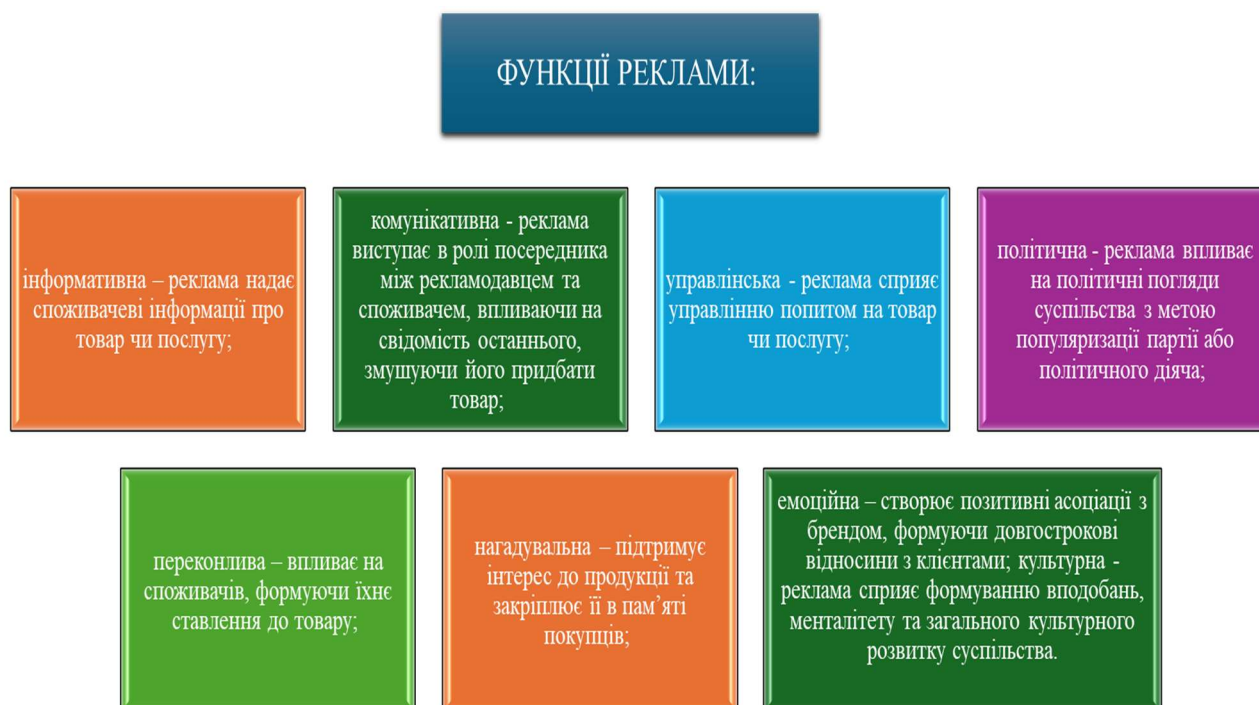 ФУНКЦІЇ РЕКЛАМИ:
інформативна – реклама надає
споживачеві інформації про
товар чи послугу;
комунікативна - реклама
виступає в ролі посередника
між рекламодавцем та
споживачем, впливаючи на
свідомість останнього,
змушуючи його придбати
товар;
управлінська - реклама сприяє
управлінню попитом на товар
чи послугу;
політична - реклама впливає
на політичні погляди
суспільства з метою
популяризації партії або
політичного діяча;
переконлива – впливає на
споживачів, формуючи їхнє
ставлення до товару;
нагадувальна – підтримує
інтерес до продукції та
закріплює її в пам’яті
покупців;
емоційна – створює позитивні асоціації з
брендом, формуючи довгострокові
відносини з клієнтами; культурна -
реклама сприяє формуванню вподобань,
менталітету та загального культурного
розвитку суспільства.